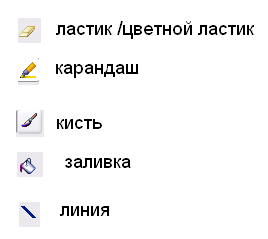 ластик /цветной ластик
карандаш
кисть
заливка
линия